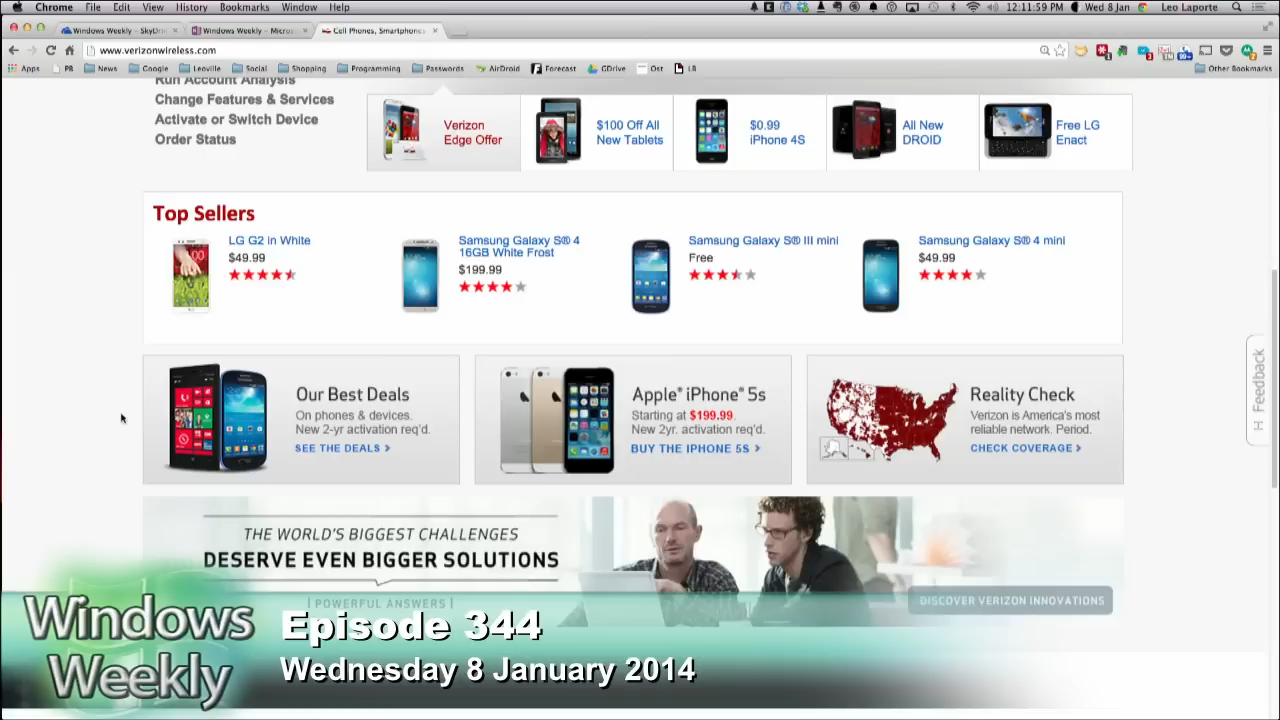 Chrome File Edit View History Bookmarks Window Help 12:11:59 PM Wed 8 Jan Leo Laporte
Windows Weekly – SkyDri
Windows Weekly – Micros
Cell Phones, Smartphones
www.verizonwireless.com
Apps PB News Google Leoville Social Shopping Programming Passwords AirDroid Forecast GDrive Ost LB Other Bookmarks
Run Account Analysis
Change Features & Services
Activate or Switch Device
Order Status
Verizon
Edge Offer
$100 Off All
New Tablets
$0.99
iPhone 4S
All New
DROID
Free LG
Enact
Top Sellers
LG G2 in White
$49.99
Samsung Galaxy S® 4
16GB White Frost
$199.99
Samsung Galaxy S® III mini
Free
Samsung Galaxy S® 4 mini
$49.99
Feedback
Our Best Deals
On phones & devices.
New 2-yr activation req'd.
SEE THE DEALS >
Apple® iPhone® 5s
Starting at $199.99.
New 2yr. activation req'd.
BUY THE IPHONE 5S >
Reality Check
Verizon is America's most
reliable network. Period.
CHECK COVERAGE >
THE WORLD'S BIGGEST CHALLENGES
DESERVE EVEN BIGGER SOLUTIONS
| POWERFUL ANSWERS |
DISCOVER VERIZON INNOVATIONS
Windows
Weekly
Episode 344
Wednesday 8 January 2014